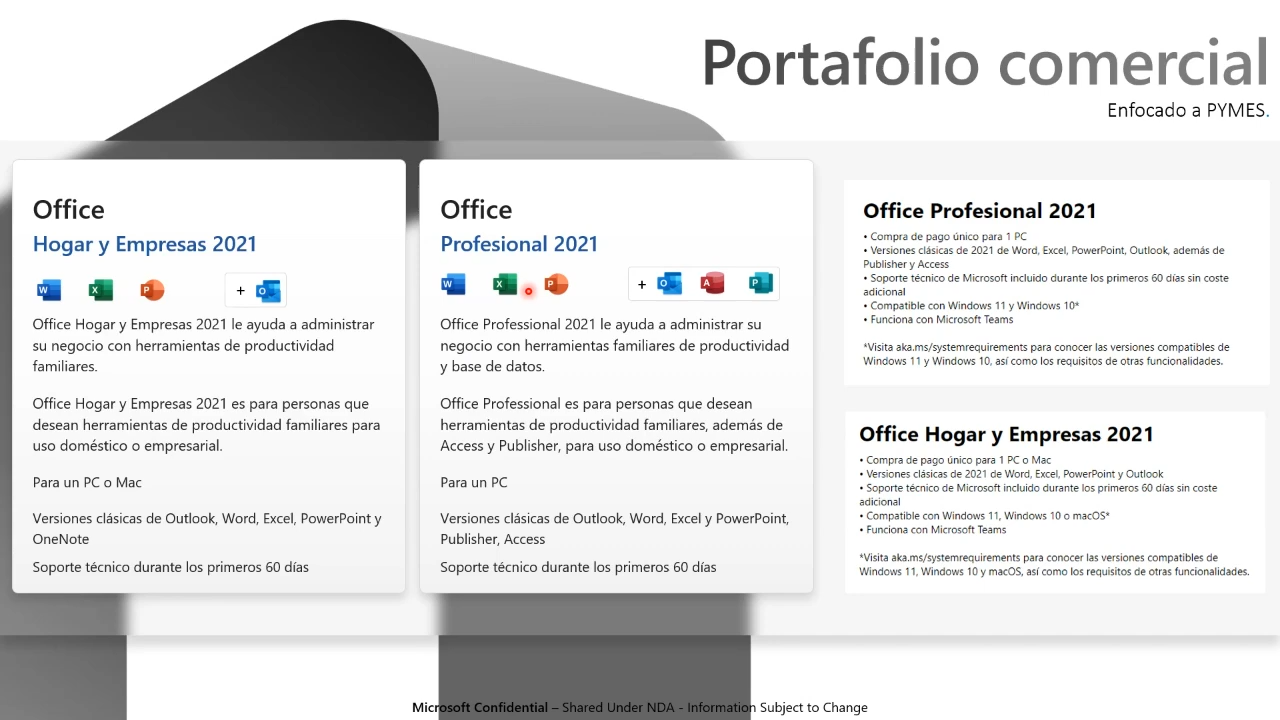 Portafolio comercial
Enfocado a PYMES.
Office
Hogar y Empresas 2021
W X P + O
Office Hogar y Empresas 2021 le ayuda a administrar
su negocio con herramientas de productividad
familiares.
Office Hogar y Empresas 2021 es para personas que
desean herramientas de productividad familiares para
uso doméstico o empresarial.
Para un PC o Mac
Versiones clásicas de Outlook, Word, Excel, PowerPoint y
OneNote
Soporte técnico durante los primeros 60 días
Office
Profesional 2021
W X P + O A P
Office Professional 2021 le ayuda a administrar su
negocio con herramientas familiares de productividad
y base de datos.
Office Professional es para personas que desean
herramientas de productividad familiares, además de
Access y Publisher, para uso doméstico o empresarial.
Para un PC
Versiones clásicas de Outlook, Word, Excel y PowerPoint,
Publisher, Access
Soporte técnico durante los primeros 60 días
Office Profesional 2021
• Compra de pago único para 1 PC
• Versiones clásicas de 2021 de Word, Excel, PowerPoint, Outlook, además de
Publisher y Access
• Soporte técnico de Microsoft incluido durante los primeros 60 días sin coste
adicional
• Compatible con Windows 11 y Windows 10*
• Funciona con Microsoft Teams
*Visita aka.ms/systemrequirements para conocer las versiones compatibles de
Windows 11 y Windows 10, así como los requisitos de otras funcionalidades.
Office Hogar y Empresas 2021
• Compra de pago único para 1 PC o Mac
• Versiones clásicas de 2021 de Word, Excel, PowerPoint y Outlook
• Soporte técnico de Microsoft incluido durante los primeros 60 días sin coste
adicional
• Compatible con Windows 11, Windows 10 o macOS*
• Funciona con Microsoft Teams
*Visita aka.ms/systemrequirements para conocer las versiones compatibles de
Windows 11, Windows 10 y macOS, así como los requisitos de otras funcionalidades.
Microsoft Confidential – Shared Under NDA - Information Subject to Change